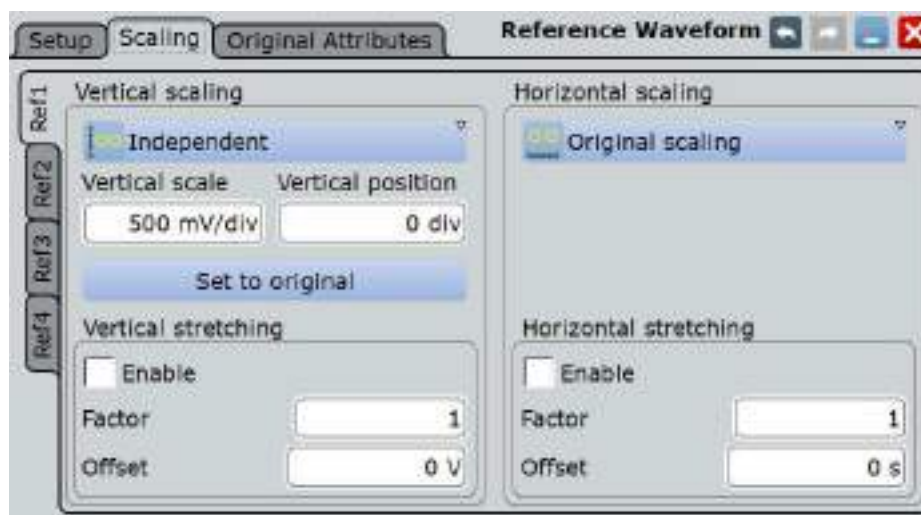 Setup Scaling Original Attributes Reference Waveform
Ref1
Ref2
Ref3
Ref4
Vertical scaling
Independent
Vertical scale Vertical position
500 mV/div 0 div
Set to original
Vertical stretching
Enable
Factor 1
Offset 0 V
Horizontal scaling
Original scaling
Horizontal stretching
Enable
Factor 1
Offset 0 s